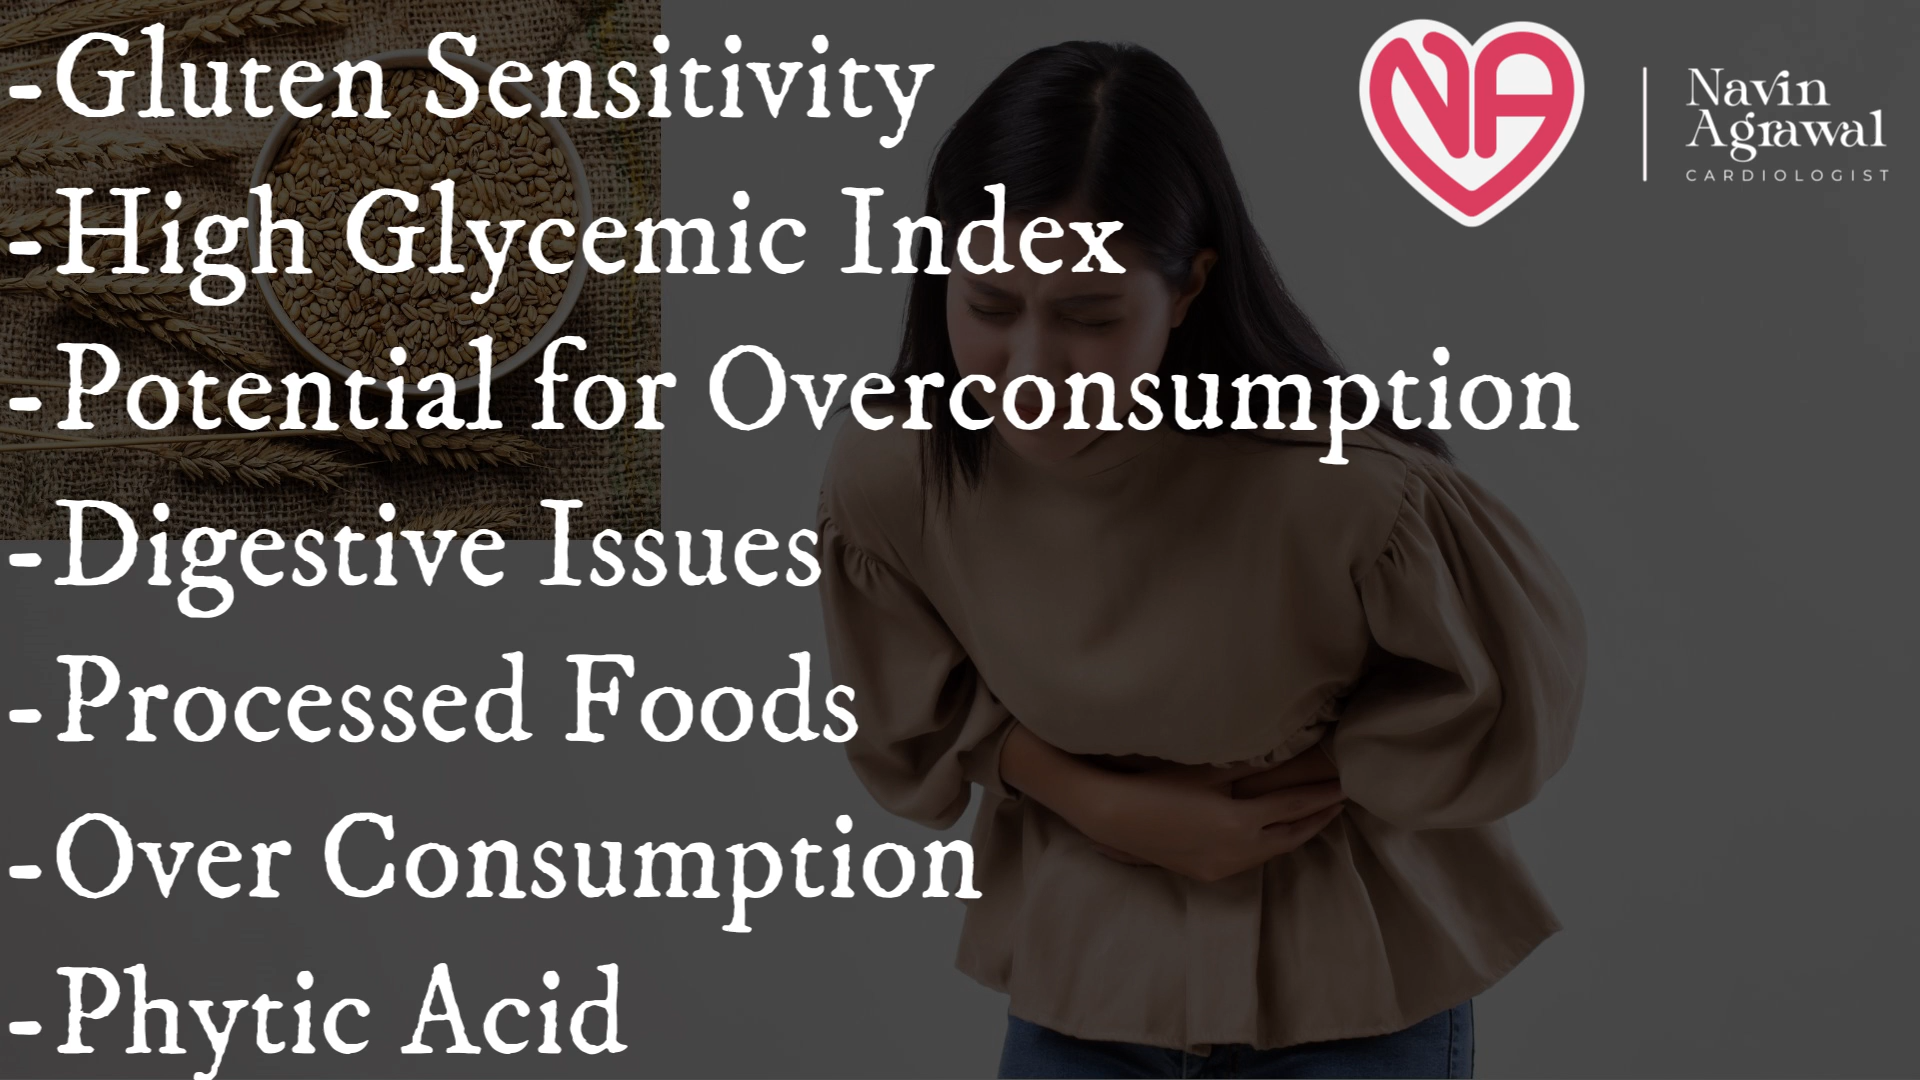 -Gluten Sensitivity
-High Glycemic Index
-Potential for Overconsumption
-Digestive Issues
-Processed Foods
-Over Consumption
-Phytic Acid
NA
Navin
Agrawal
CARDIOLOGIST